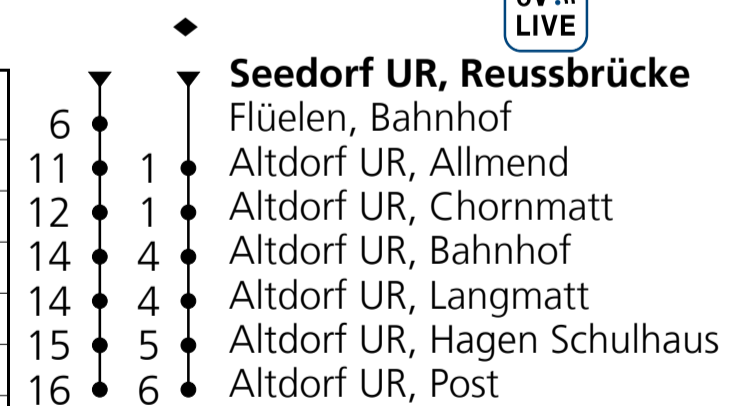 LIVE
Seedorf UR, Reussbrücke
6 Flüelen, Bahnhof
11 1 Altdorf UR, Allmend
12 1 Altdorf UR, Chornmatt
14 4 Altdorf UR, Bahnhof
14 4 Altdorf UR, Langmatt
15 5 Altdorf UR, Hagen Schulhaus
16 6 Altdorf UR, Post